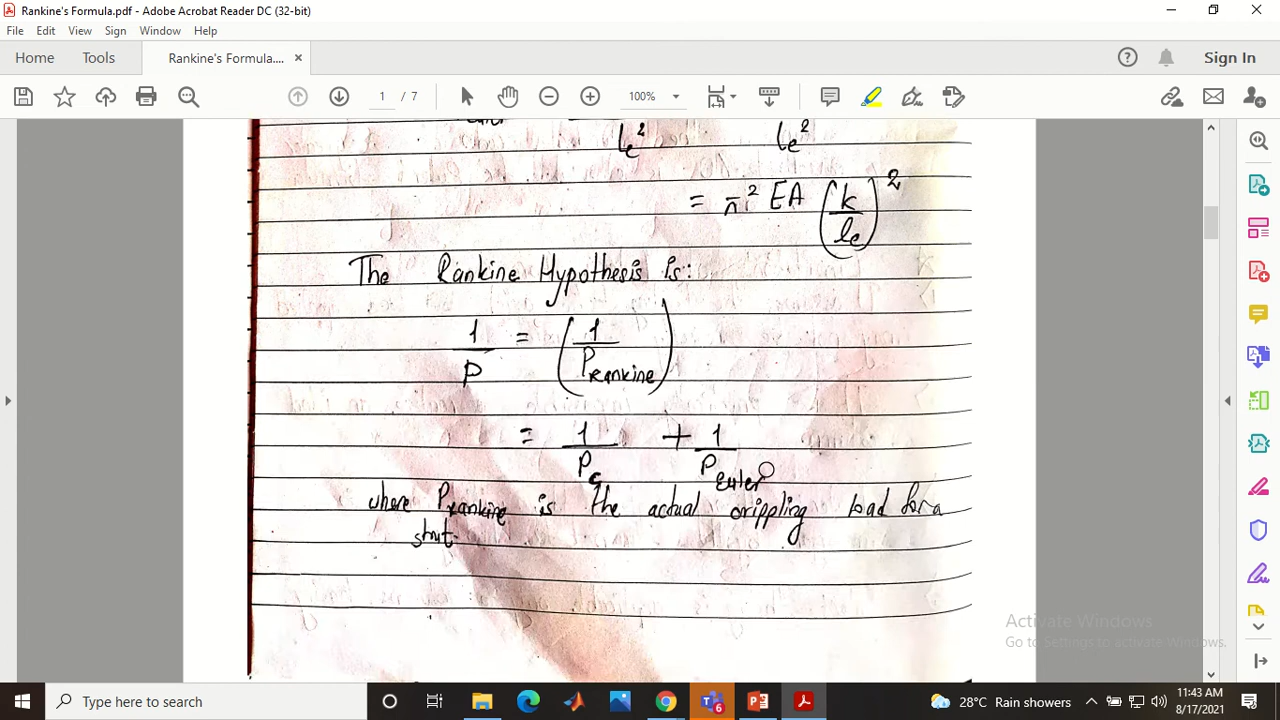 Rankine's Formula.pdf - Adobe Acrobat Reader DC (32-bit)
File Edit View Sign Window Help
Home Tools Rankine's Formula.... × Sign In
1 / 7 100%
le² le²
= π² EA (k/le)²
The Rankine Hypothesis is:
1/P = (1/PRankine)
= 1/Pc + 1/PEuler
where PRankine is the actual crippling load for a
strut.
Activate Windows
Go to Settings to activate Windows.
Type here to search
6
28°C Rain showers
11:43 AM
8/17/2021